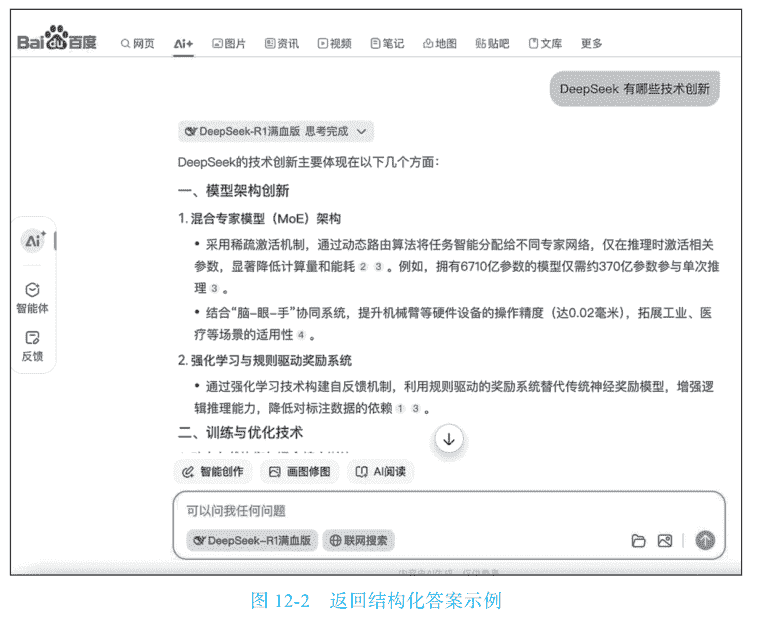 Bai du 百度 网页 Ai+ 图片 资讯 视频 笔记 地图 贴吧 文库 更多
DeepSeek 有哪些技术创新
DeepSeek-R1满血版 思考完成
DeepSeek的技术创新主要体现在以下几个方面：
一、模型架构创新
1. 混合专家模型（MoE）架构
• 采用稀疏激活机制，通过动态路由算法将任务智能分配给不同专家网络，仅在推理时激活相关
参数，显著降低计算量和能耗 2 3 。例如，拥有6710亿参数的模型仅需约370亿参数参与单次推
理 3 。
• 结合“脑-眼-手”协同系统，提升机械臂等硬件设备的操作精度（达0.02毫米），拓展工业、医
疗等场景的适用性 4 。
2. 强化学习与规则驱动奖励系统
• 通过强化学习技术构建自反馈机制，利用规则驱动的奖励系统替代传统神经奖励模型，增强逻
辑推理能力，降低对标注数据的依赖 1 3 。
二、训练与优化技术
Ai+
智能体
反馈
智能创作 画图修图 AI阅读
可以问我任何问题
DeepSeek-R1满血版 联网搜索
图 12-2 返回结构化答案示例